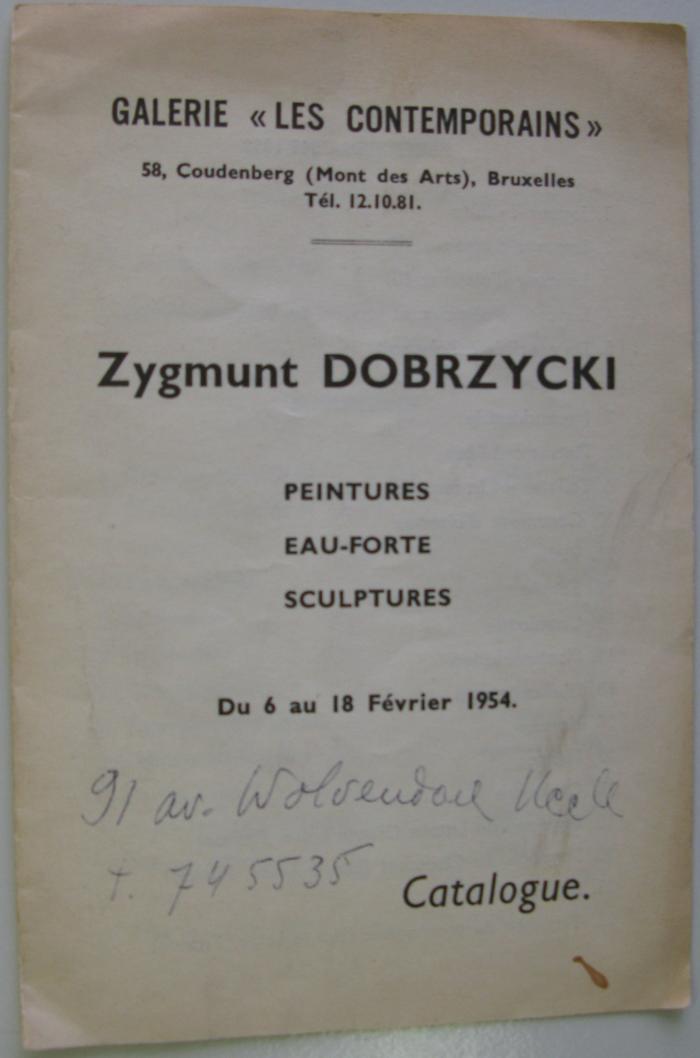 GALERIE « LES CONTEMPORAINS »
58, Coudenberg (Mont des Arts), Bruxelles
Tél. 12.10.81.
Zygmunt DOBRZYCKI
PEINTURES
EAU-FORTE
SCULPTURES
Du 6 au 18 Février 1954.
91 av. Wolvendael Uccle
t. 745535
Catalogue.